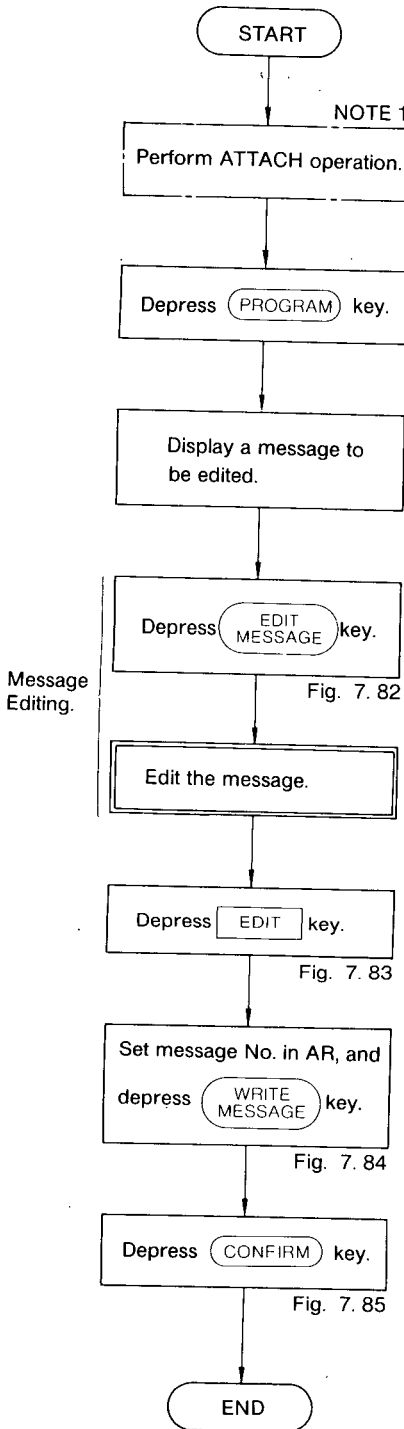 START
NOTE 1
Perform ATTACH operation.
Depress PROGRAM key.
Display a message to
be edited.
Message
Editing.
Depress EDIT MESSAGE key.
Fig. 7. 82
Edit the message.
Depress EDIT key.
Fig. 7. 83
Set message No. in AR, and
depress WRITE MESSAGE key.
Fig. 7. 84
Depress CONFIRM key.
Fig. 7. 85
END